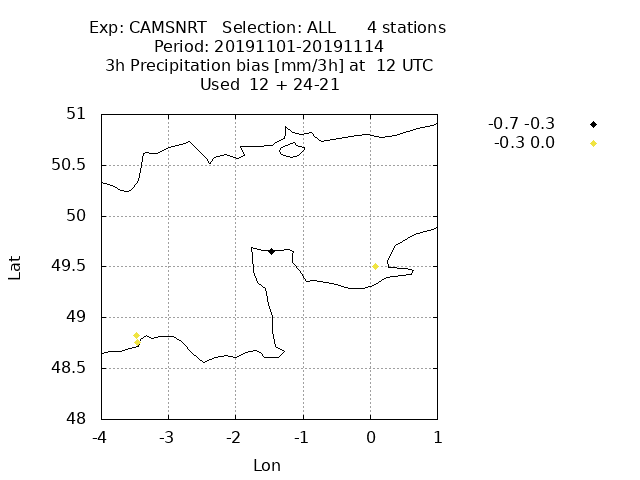 Exp: CAMSNRT   Selection: ALL      4 stations
Period: 20191101-20191114
3h Precipitation bias [mm/3h] at  12 UTC
Used  12 + 24-21
-0.7 -0.3
-0.3 0.0
51
50.5
50
49.5
49
48.5
48
Lat
-4
-3
-2
-1
0
1
Lon